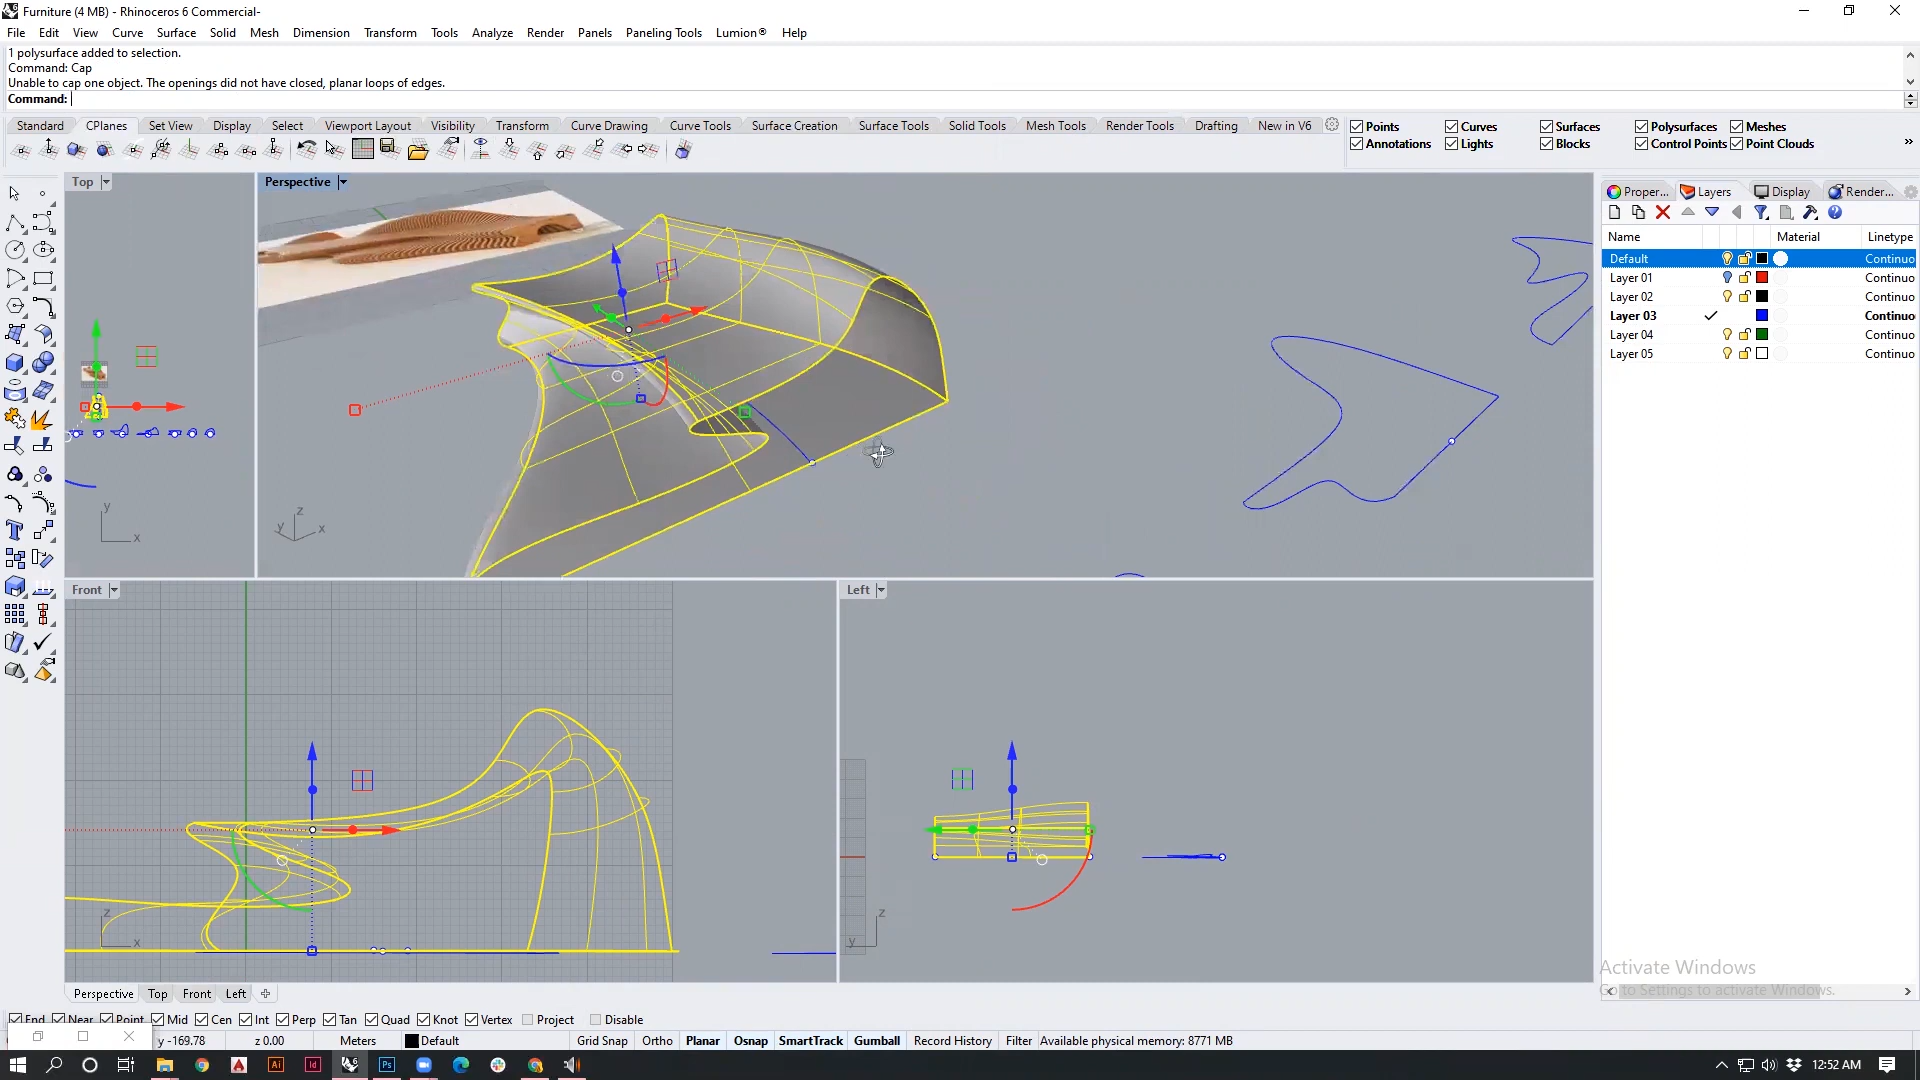 Furniture (4 MB) - Rhinoceros 6 Commercial-
File Edit View Curve Surface Solid Mesh Dimension Transform Tools Analyze Render Panels Paneling Tools Lumion® Help
1 polysurface added to selection.
Command: Cap
Unable to cap one object. The openings did not have closed, planar loops of edges.
Command:
Standard CPlanes Set View Display Select Viewport Layout Visibility Transform Curve Drawing Curve Tools Surface Creation Surface Tools Solid Tools Mesh Tools Render Tools Drafting New in V6
Points Curves Surfaces Polysurfaces Meshes
Annotations Lights Blocks Control Points Point Clouds »
Top
Perspective
Proper... Layers Display Render...
Name Material Linetype
Default Continuo
Layer 01 Continuo
Layer 02 Continuo
Layer 03 Continuo
Layer 04 Continuo
Layer 05 Continuo
y x
z y x
Front
Left
z x
z y
Activate Windows
Go to Settings to activate Windows.
Perspective Top Front Left
End Near Point Mid Cen Int Perp Tan Quad Knot Vertex Project Disable
y -169.78 z 0.00 Meters Default Grid Snap Ortho Planar Osnap SmartTrack Gumball Record History Filter Available physical memory: 8771 MB
Ai Id Ps 12:52 AM